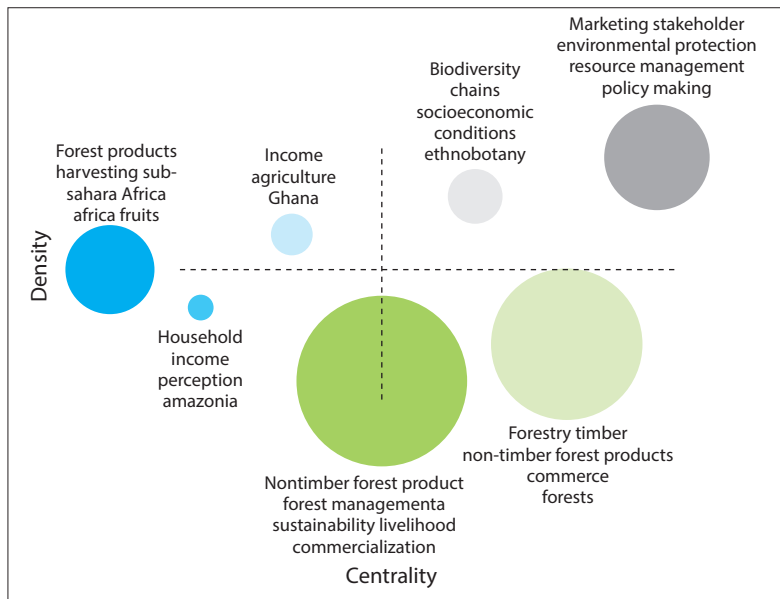 Marketing stakeholder
environmental protection
resource management
policy making
Biodiversity
chains
socioeconomic
conditions
ethnobotany
Income
agriculture
Ghana
Forest products
harvesting sub-
sahara Africa
africa fruits
Density
Household
income
perception
amazonia
Forestry timber
non-timber forest products
commerce
forests
Nontimber forest product
forest managementa
sustainability livelihood
commercialization
Centrality